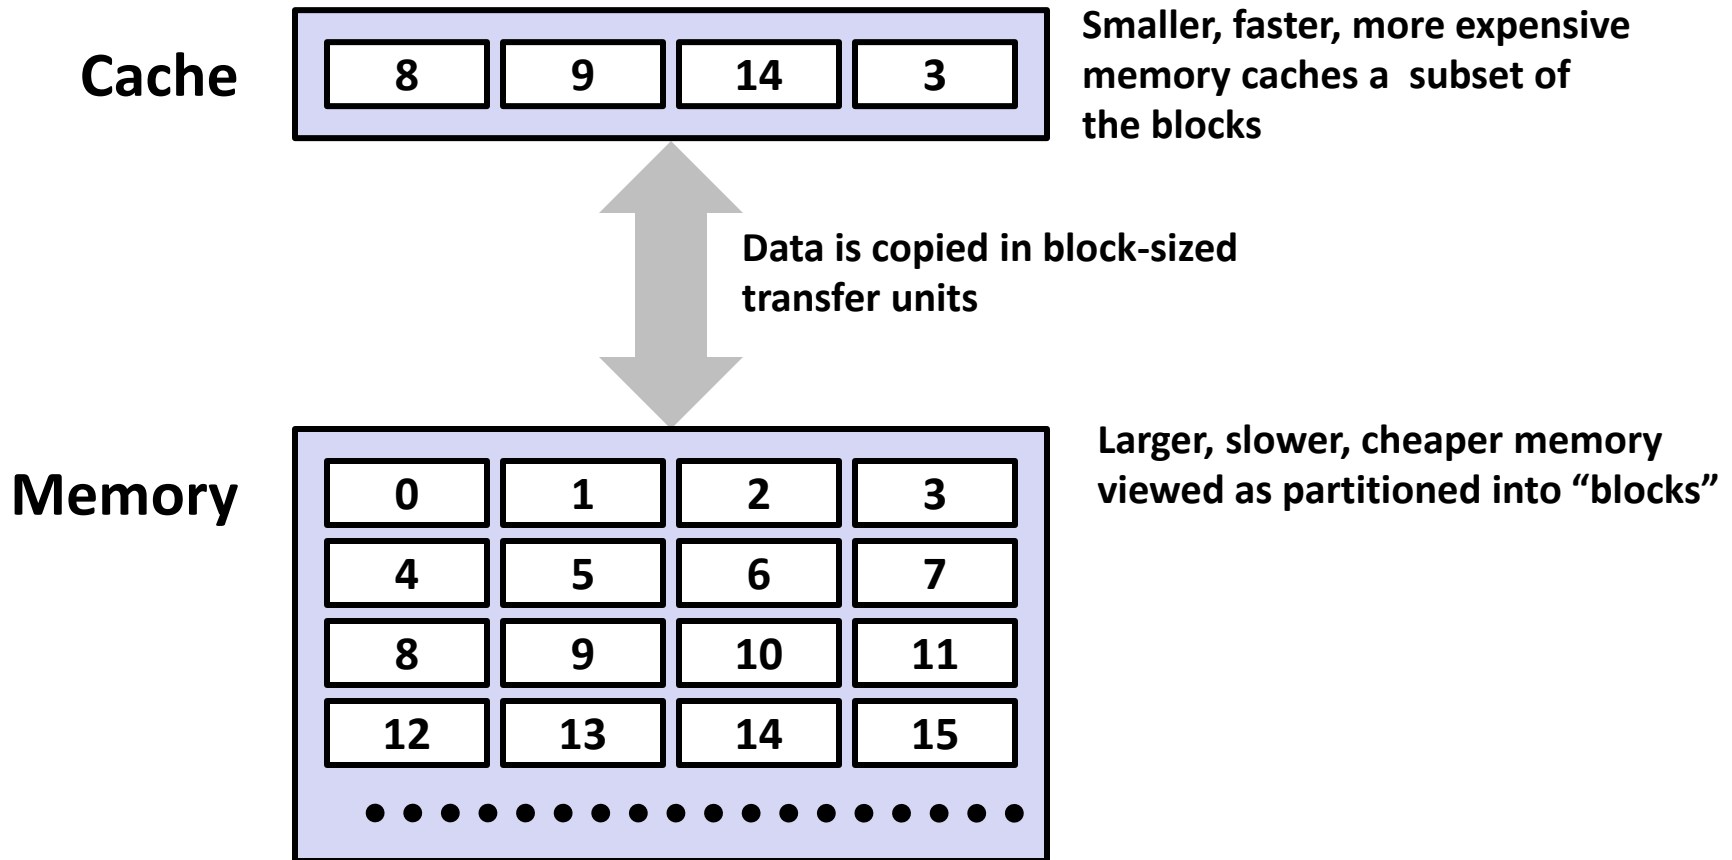 Cache
8 9 14 3
Smaller, faster, more expensive
memory caches a  subset of
the blocks
Data is copied in block-sized
transfer units
Memory
Larger, slower, cheaper memory
viewed as partitioned into “blocks”
0 1 2 3
4 5 6 7
8 9 10 11
12 13 14 15